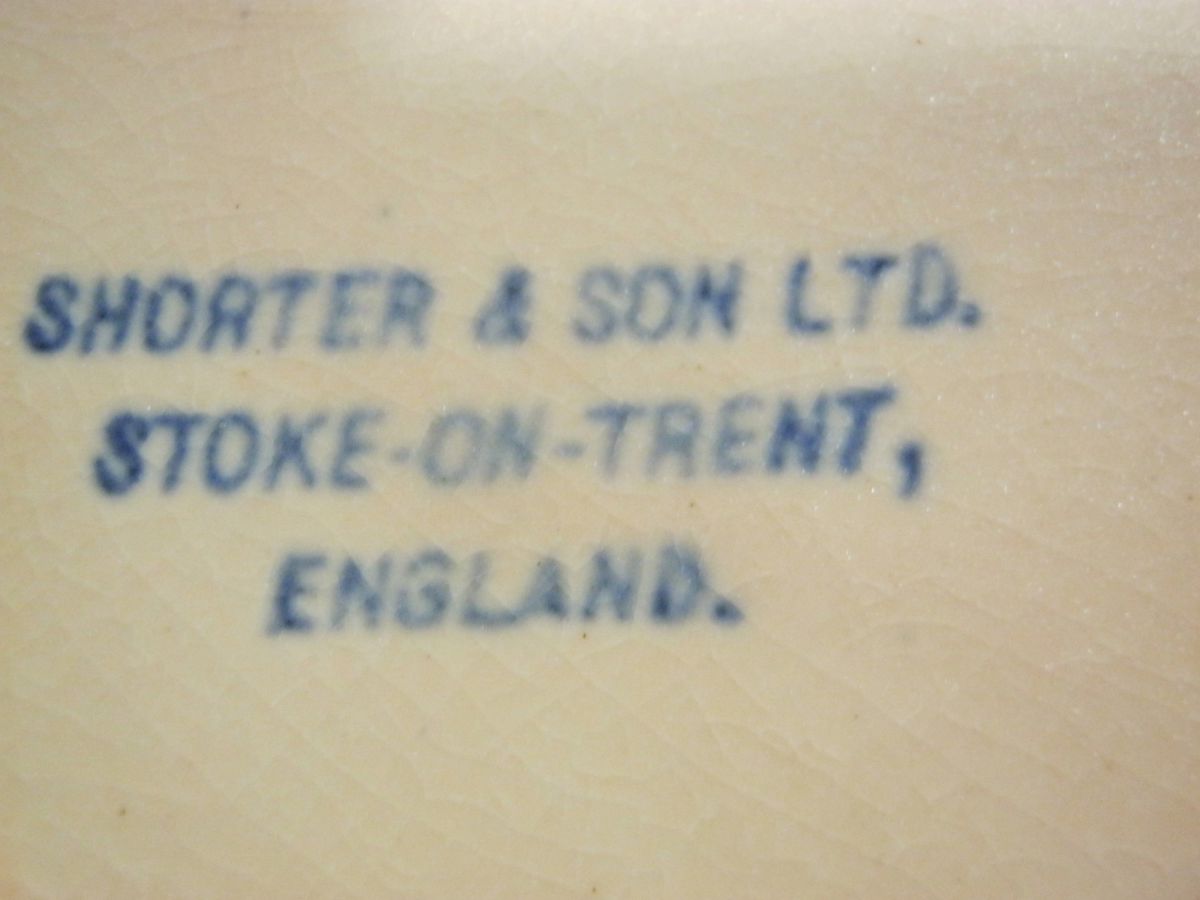 SHORTER & SON LTD.
STOKE-ON-TRENT,
ENGLAND.